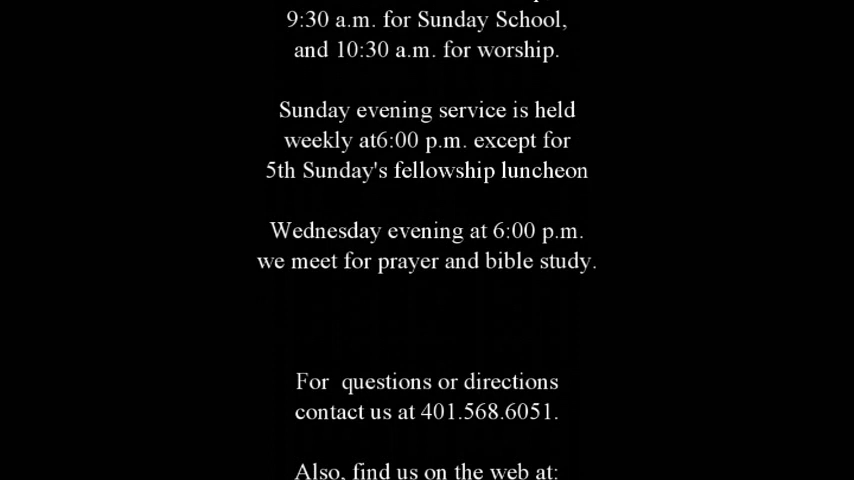 9:30 a.m. for Sunday School,
and 10:30 a.m. for worship.
Sunday evening service is held
weekly at6:00 p.m. except for
5th Sunday's fellowship luncheon
Wednesday evening at 6:00 p.m.
we meet for prayer and bible study.
For  questions or directions
contact us at 401.568.6051.
Also, find us on the web at: